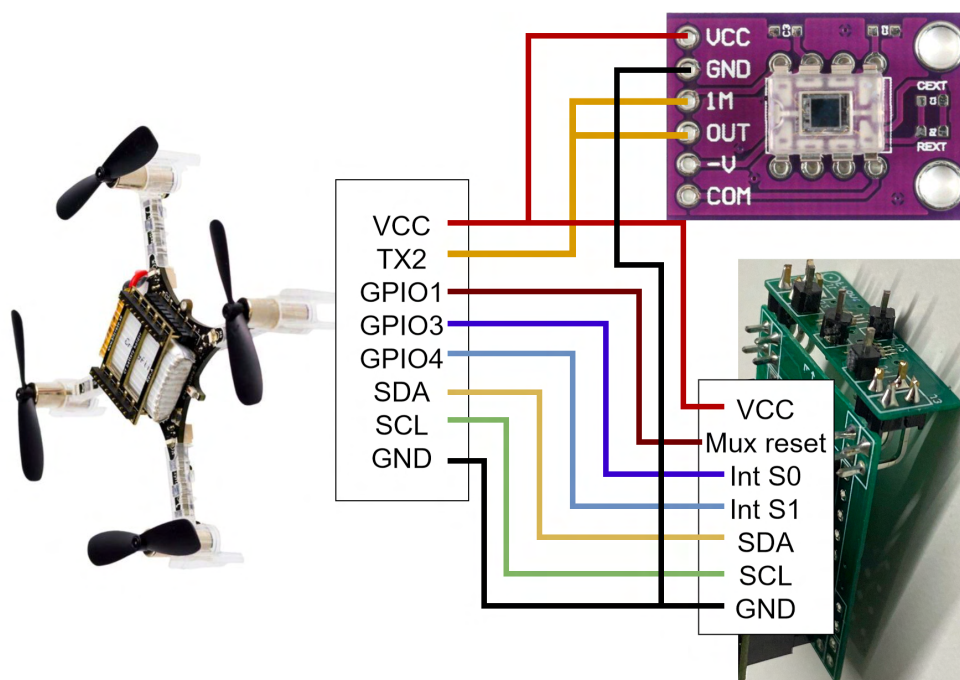 VCC
GND
1M
OUT
-V
COM
CEXT
REXT
VCC
TX2
GPIO1
GPIO3
GPIO4
SDA
SCL
GND
VCC
Mux reset
Int S0
Int S1
SDA
SCL
GND